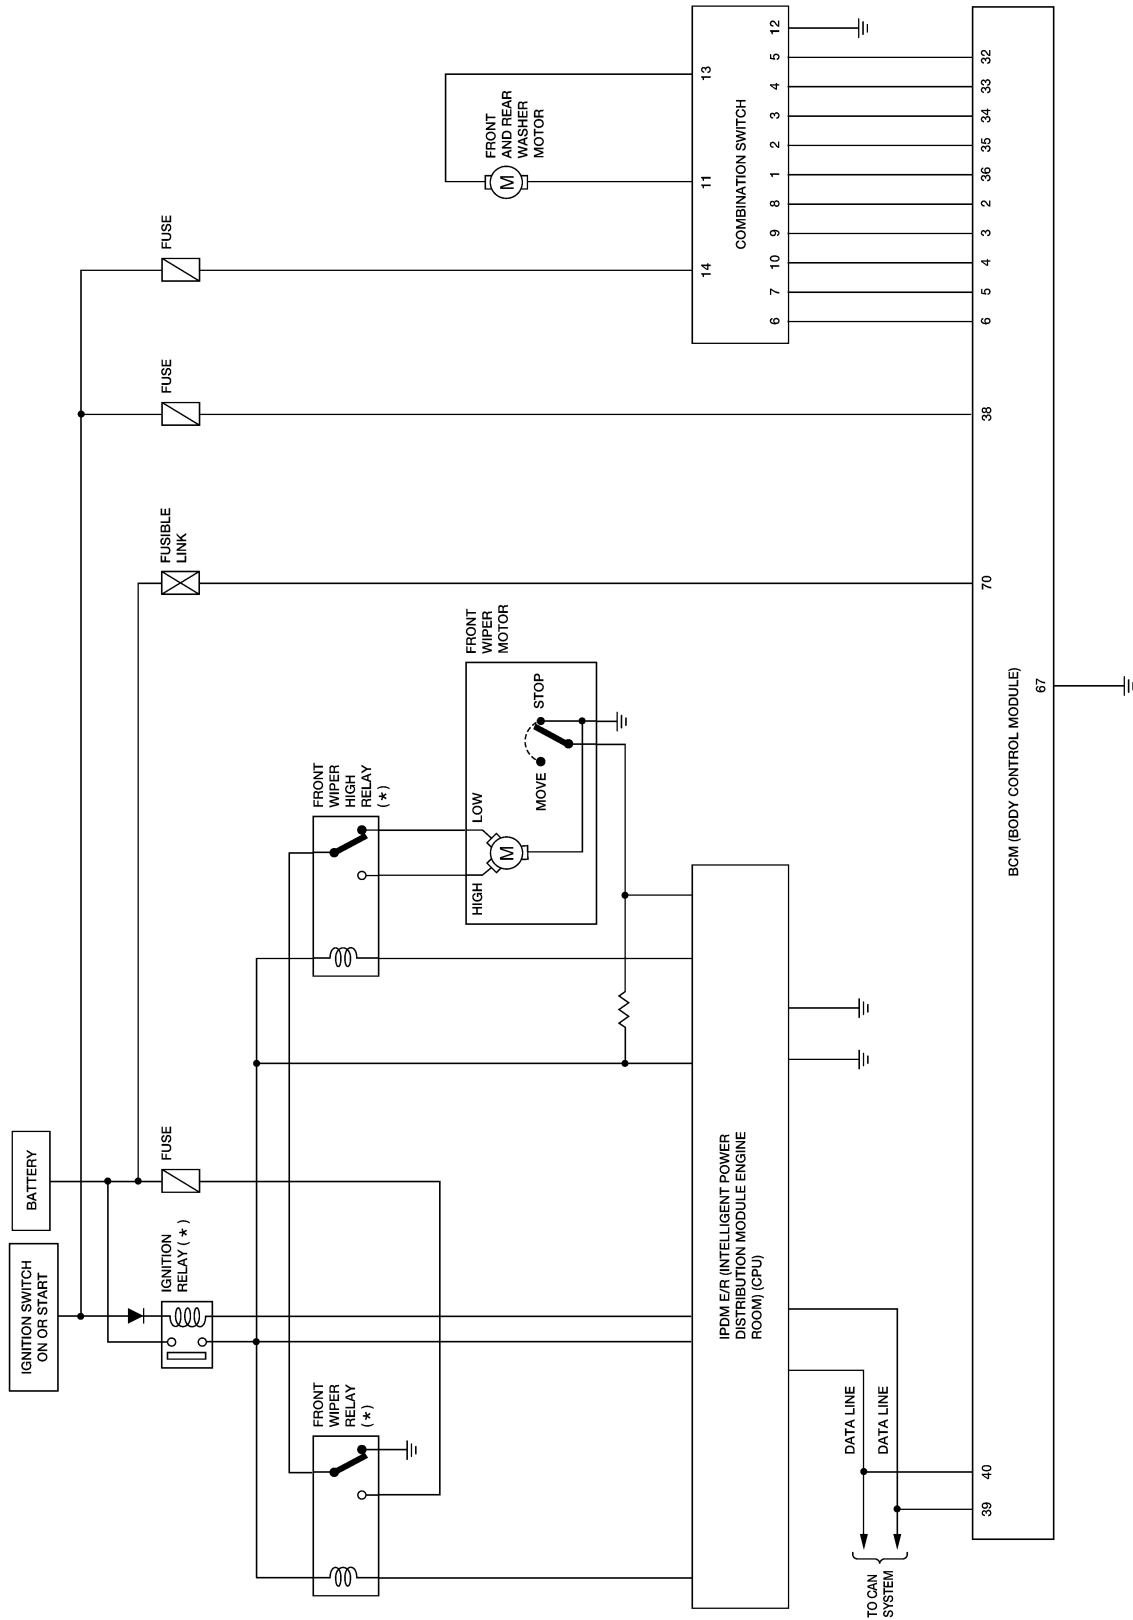 IGNITION SWITCH
ON OR START
BATTERY
IGNITION
RELAY (*)
FUSE
FUSIBLE
LINK
FUSE
FUSE
FRONT
WIPER
RELAY
(*)
FRONT
WIPER
HIGH
RELAY
(*)
FRONT
WIPER
MOTOR
HIGH
LOW
M
MOVE
STOP
FRONT
AND REAR
WASHER
MOTOR
M
IPDM E/R (INTELLIGENT POWER
DISTRIBUTION MODULE ENGINE
ROOM) (CPU)
14 11 13
COMBINATION SWITCH
6 7 10 9 8 1 2 3 4 5 12
DATA LINE
DATA LINE
TO CAN
SYSTEM
39 40 70 38 6 5 4 3 2 36 35 34 33 32
BCM (BODY CONTROL MODULE)
67